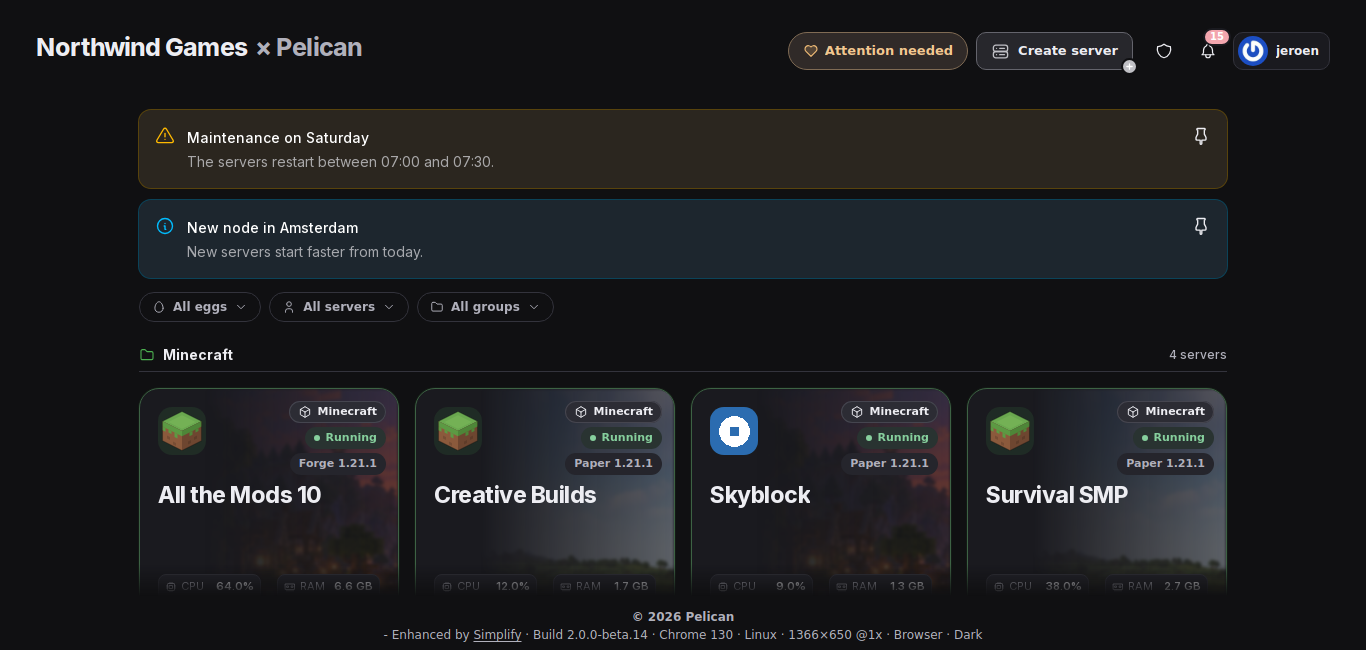 Northwind Games × Pelican
Attention needed
Create server
15
jeroen
Maintenance on Saturday
The servers restart between 07:00 and 07:30.
New node in Amsterdam
New servers start faster from today.
All eggs
All servers
All groups
Minecraft
4 servers
Minecraft
Running
Forge 1.21.1
All the Mods 10
CPU 64.0%
RAM 6.6 GB
Minecraft
Running
Paper 1.21.1
Creative Builds
CPU 12.0%
RAM 1.7 GB
Minecraft
Running
Paper 1.21.1
Skyblock
CPU 9.0%
RAM 1.3 GB
Minecraft
Running
Paper 1.21.1
Survival SMP
CPU 38.0%
RAM 2.7 GB
© 2026 Pelican
- Enhanced by Simplify · Build 2.0.0-beta.14 · Chrome 130 · Linux · 1366×650 @1x · Browser · Dark